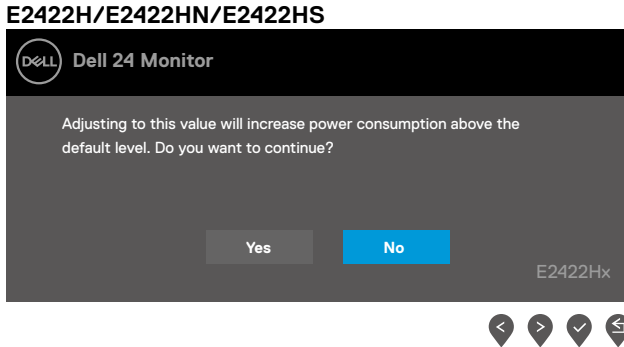 E2422H/E2422HN/E2422HS
DELL Dell 24 Monitor
Adjusting to this value will increase power consumption above the
default level. Do you want to continue?
Yes No
E2422Hx